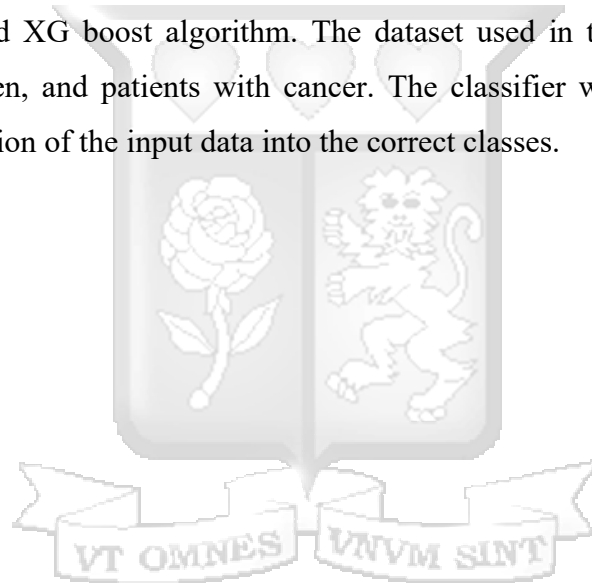 d XG boost algorithm. The dataset used in t
en, and patients with cancer. The classifier w
ion of the input data into the correct classes.
VT OMNES VNVM SINT